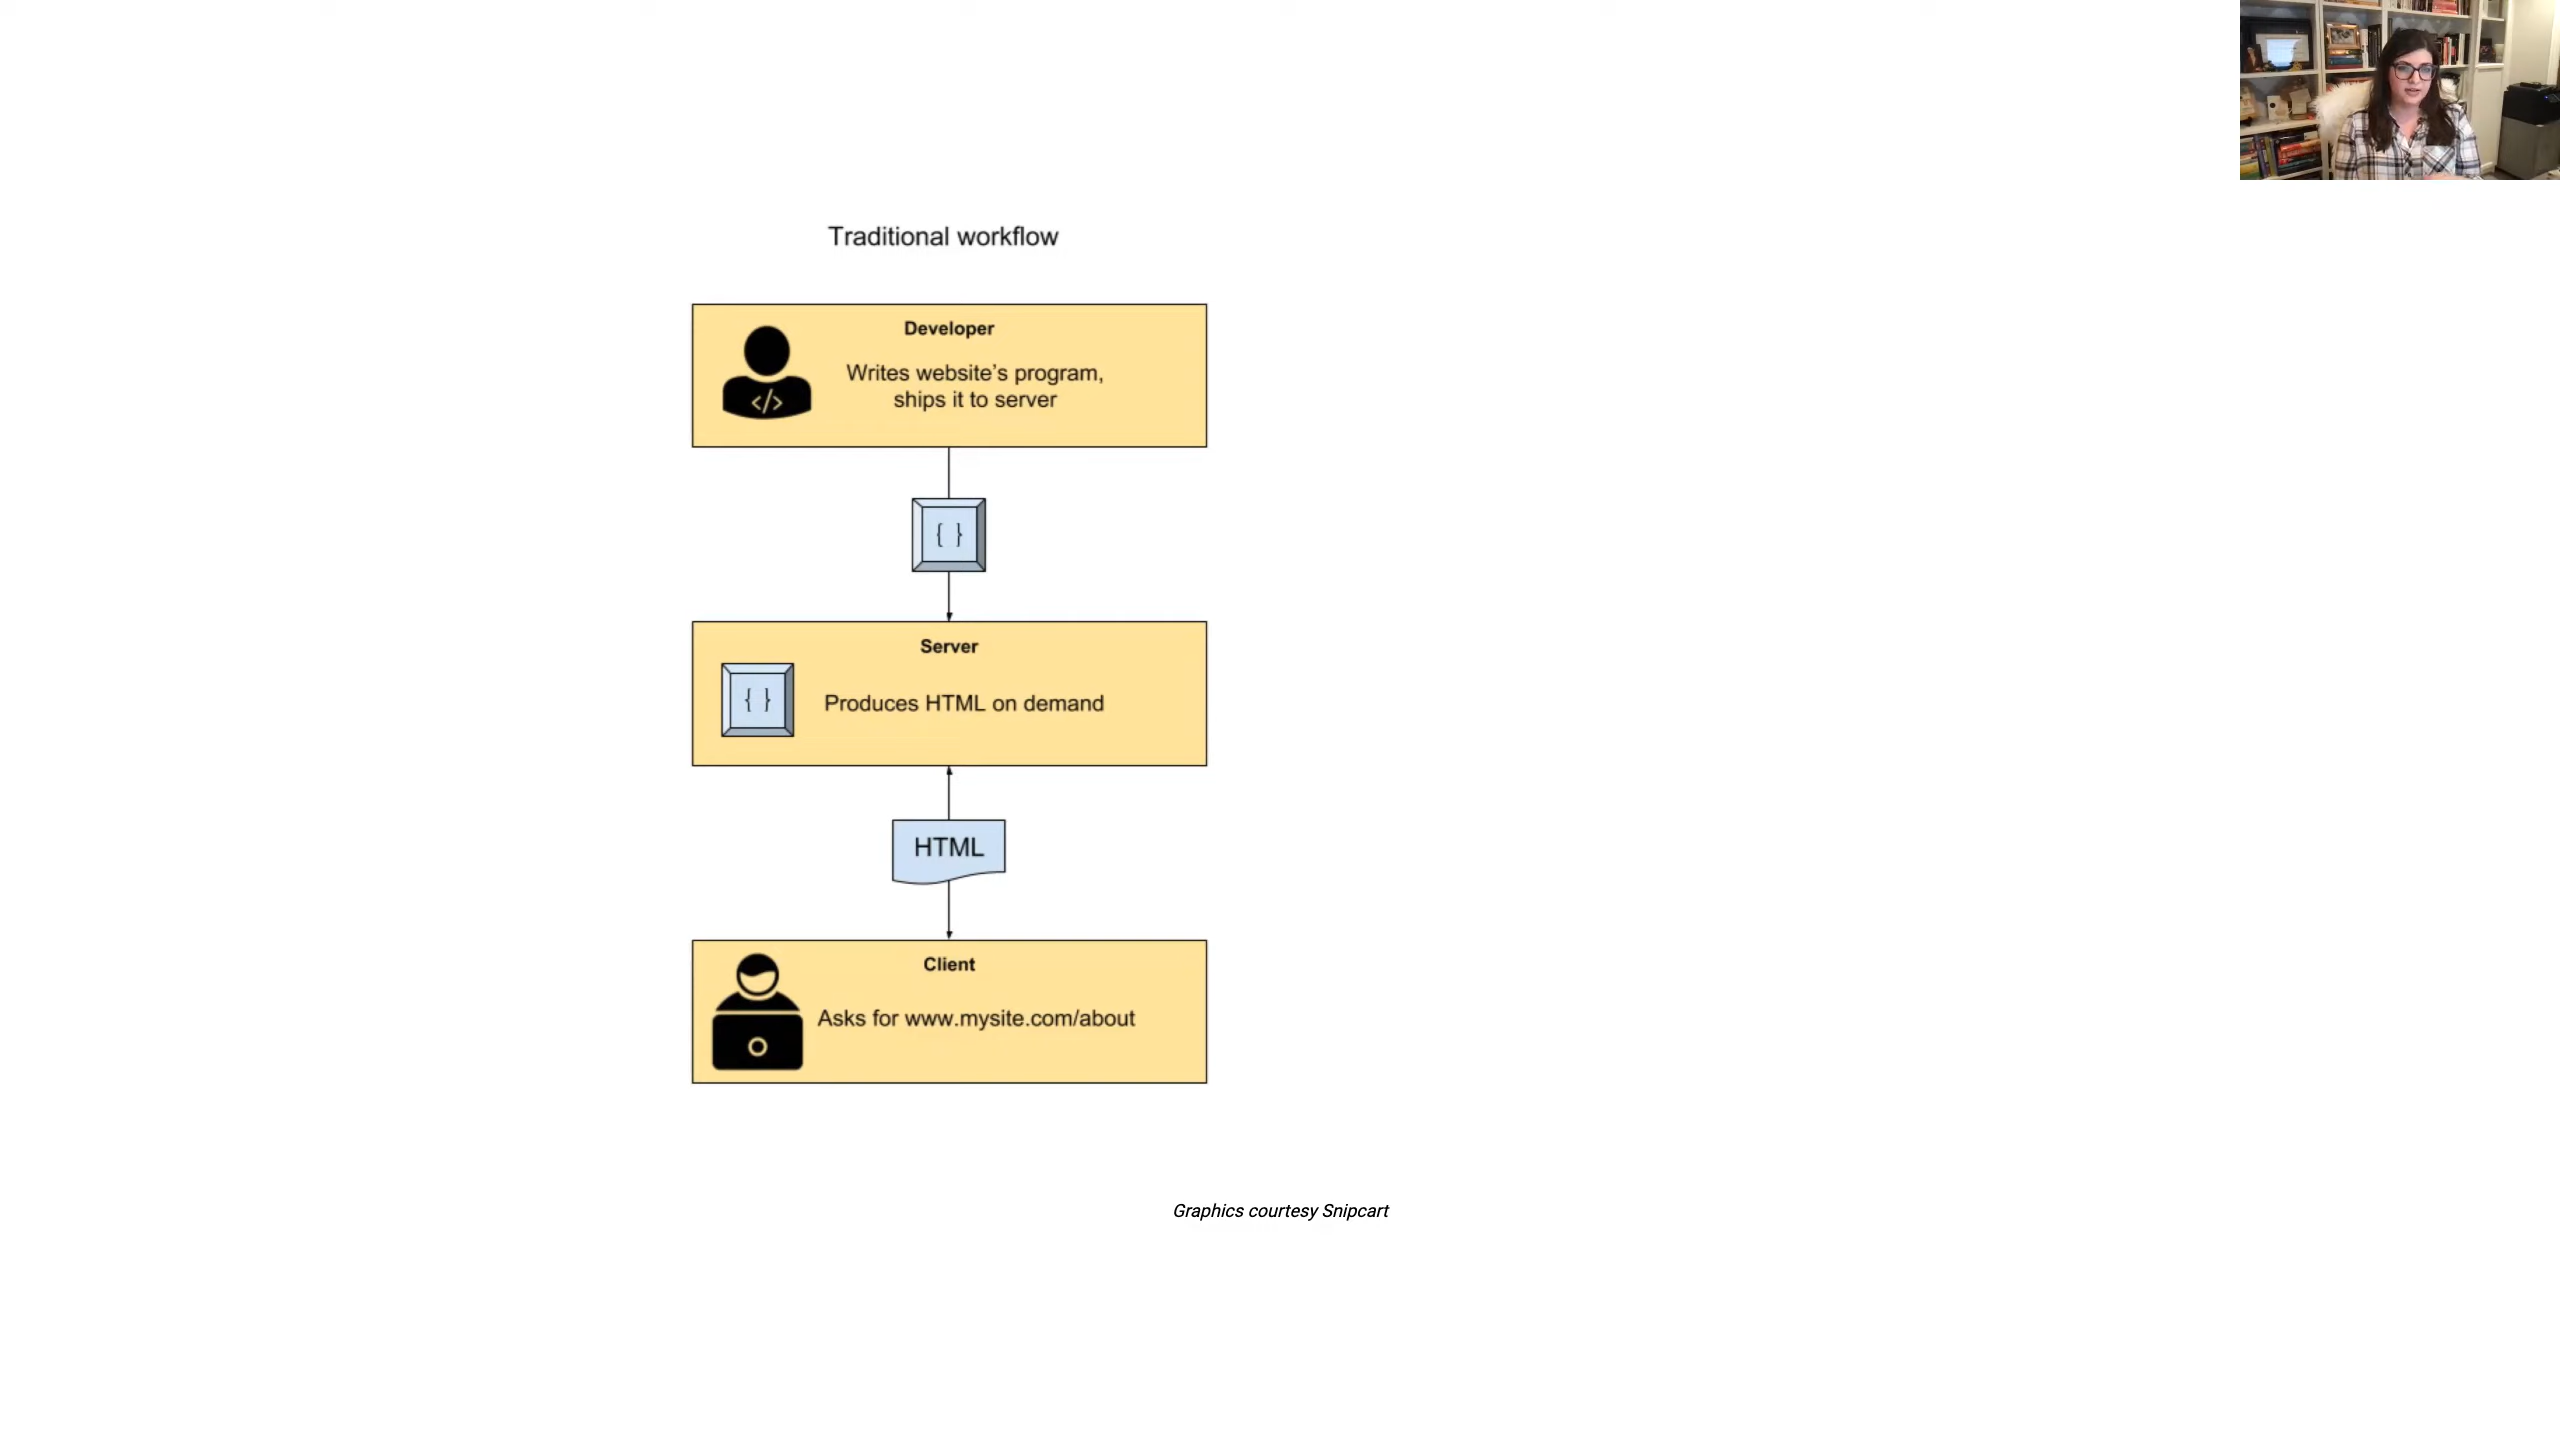 Traditional workflow
Developer
Writes website's program,
ships it to server
</>
{ }
Server
{ }
Produces HTML on demand
HTML
Client
Asks for www.mysite.com/about
Graphics courtesy Snipcart